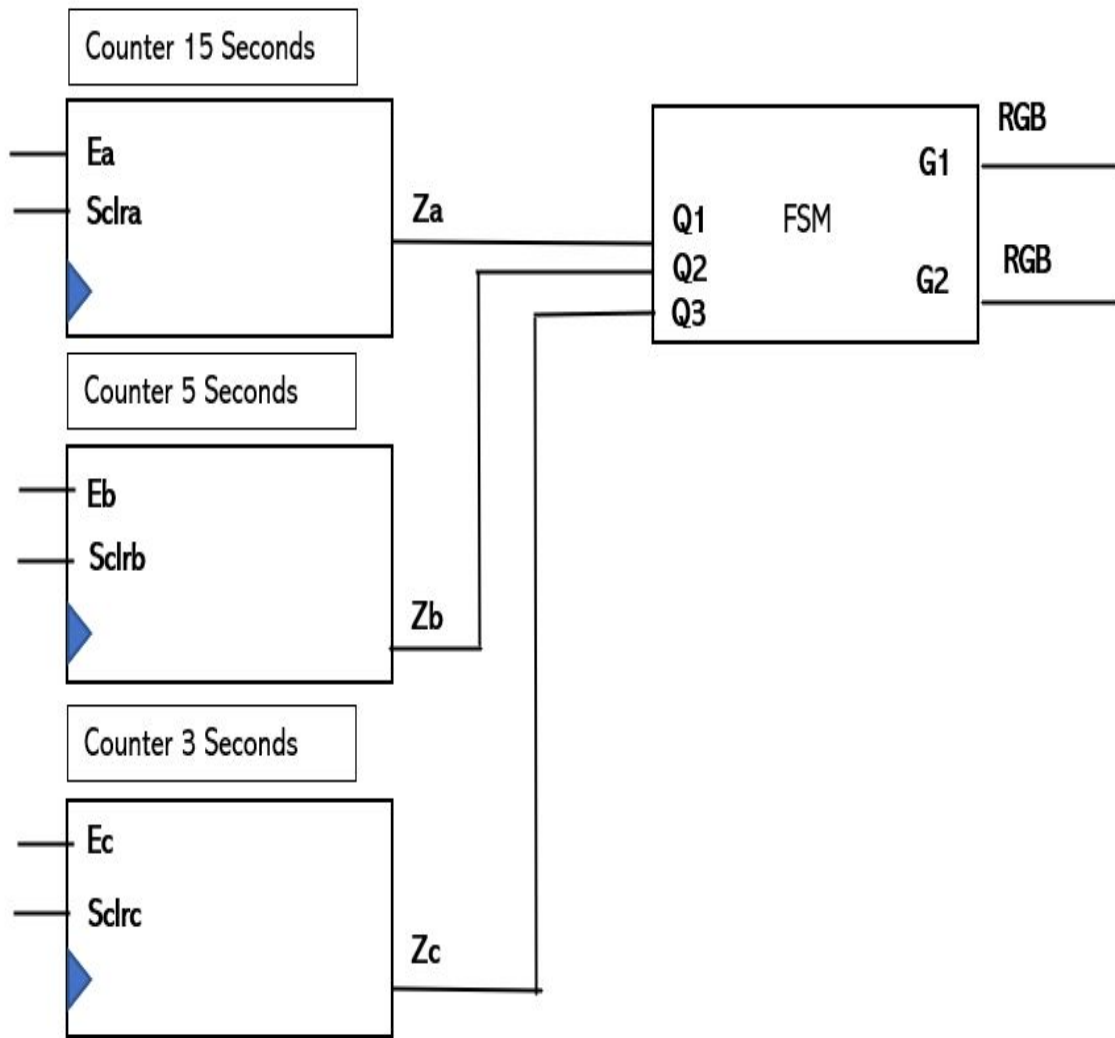 Counter 15 Seconds
Ea
Sclra
Za
Counter 5 Seconds
Eb
Sclrb
Zb
Counter 3 Seconds
Ec
Sclrc
Zc
Q1
Q2
Q3
FSM
G1
G2
RGB
RGB